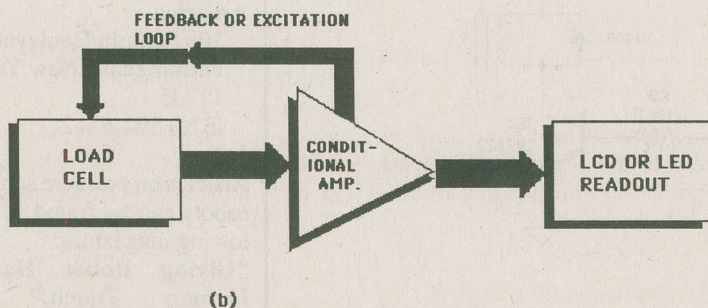 FEEDBACK OR EXCITATION
LOOP
LOAD
CELL
CONDIT-
IONAL
AMP.
LCD OR LED
READOUT
(b)